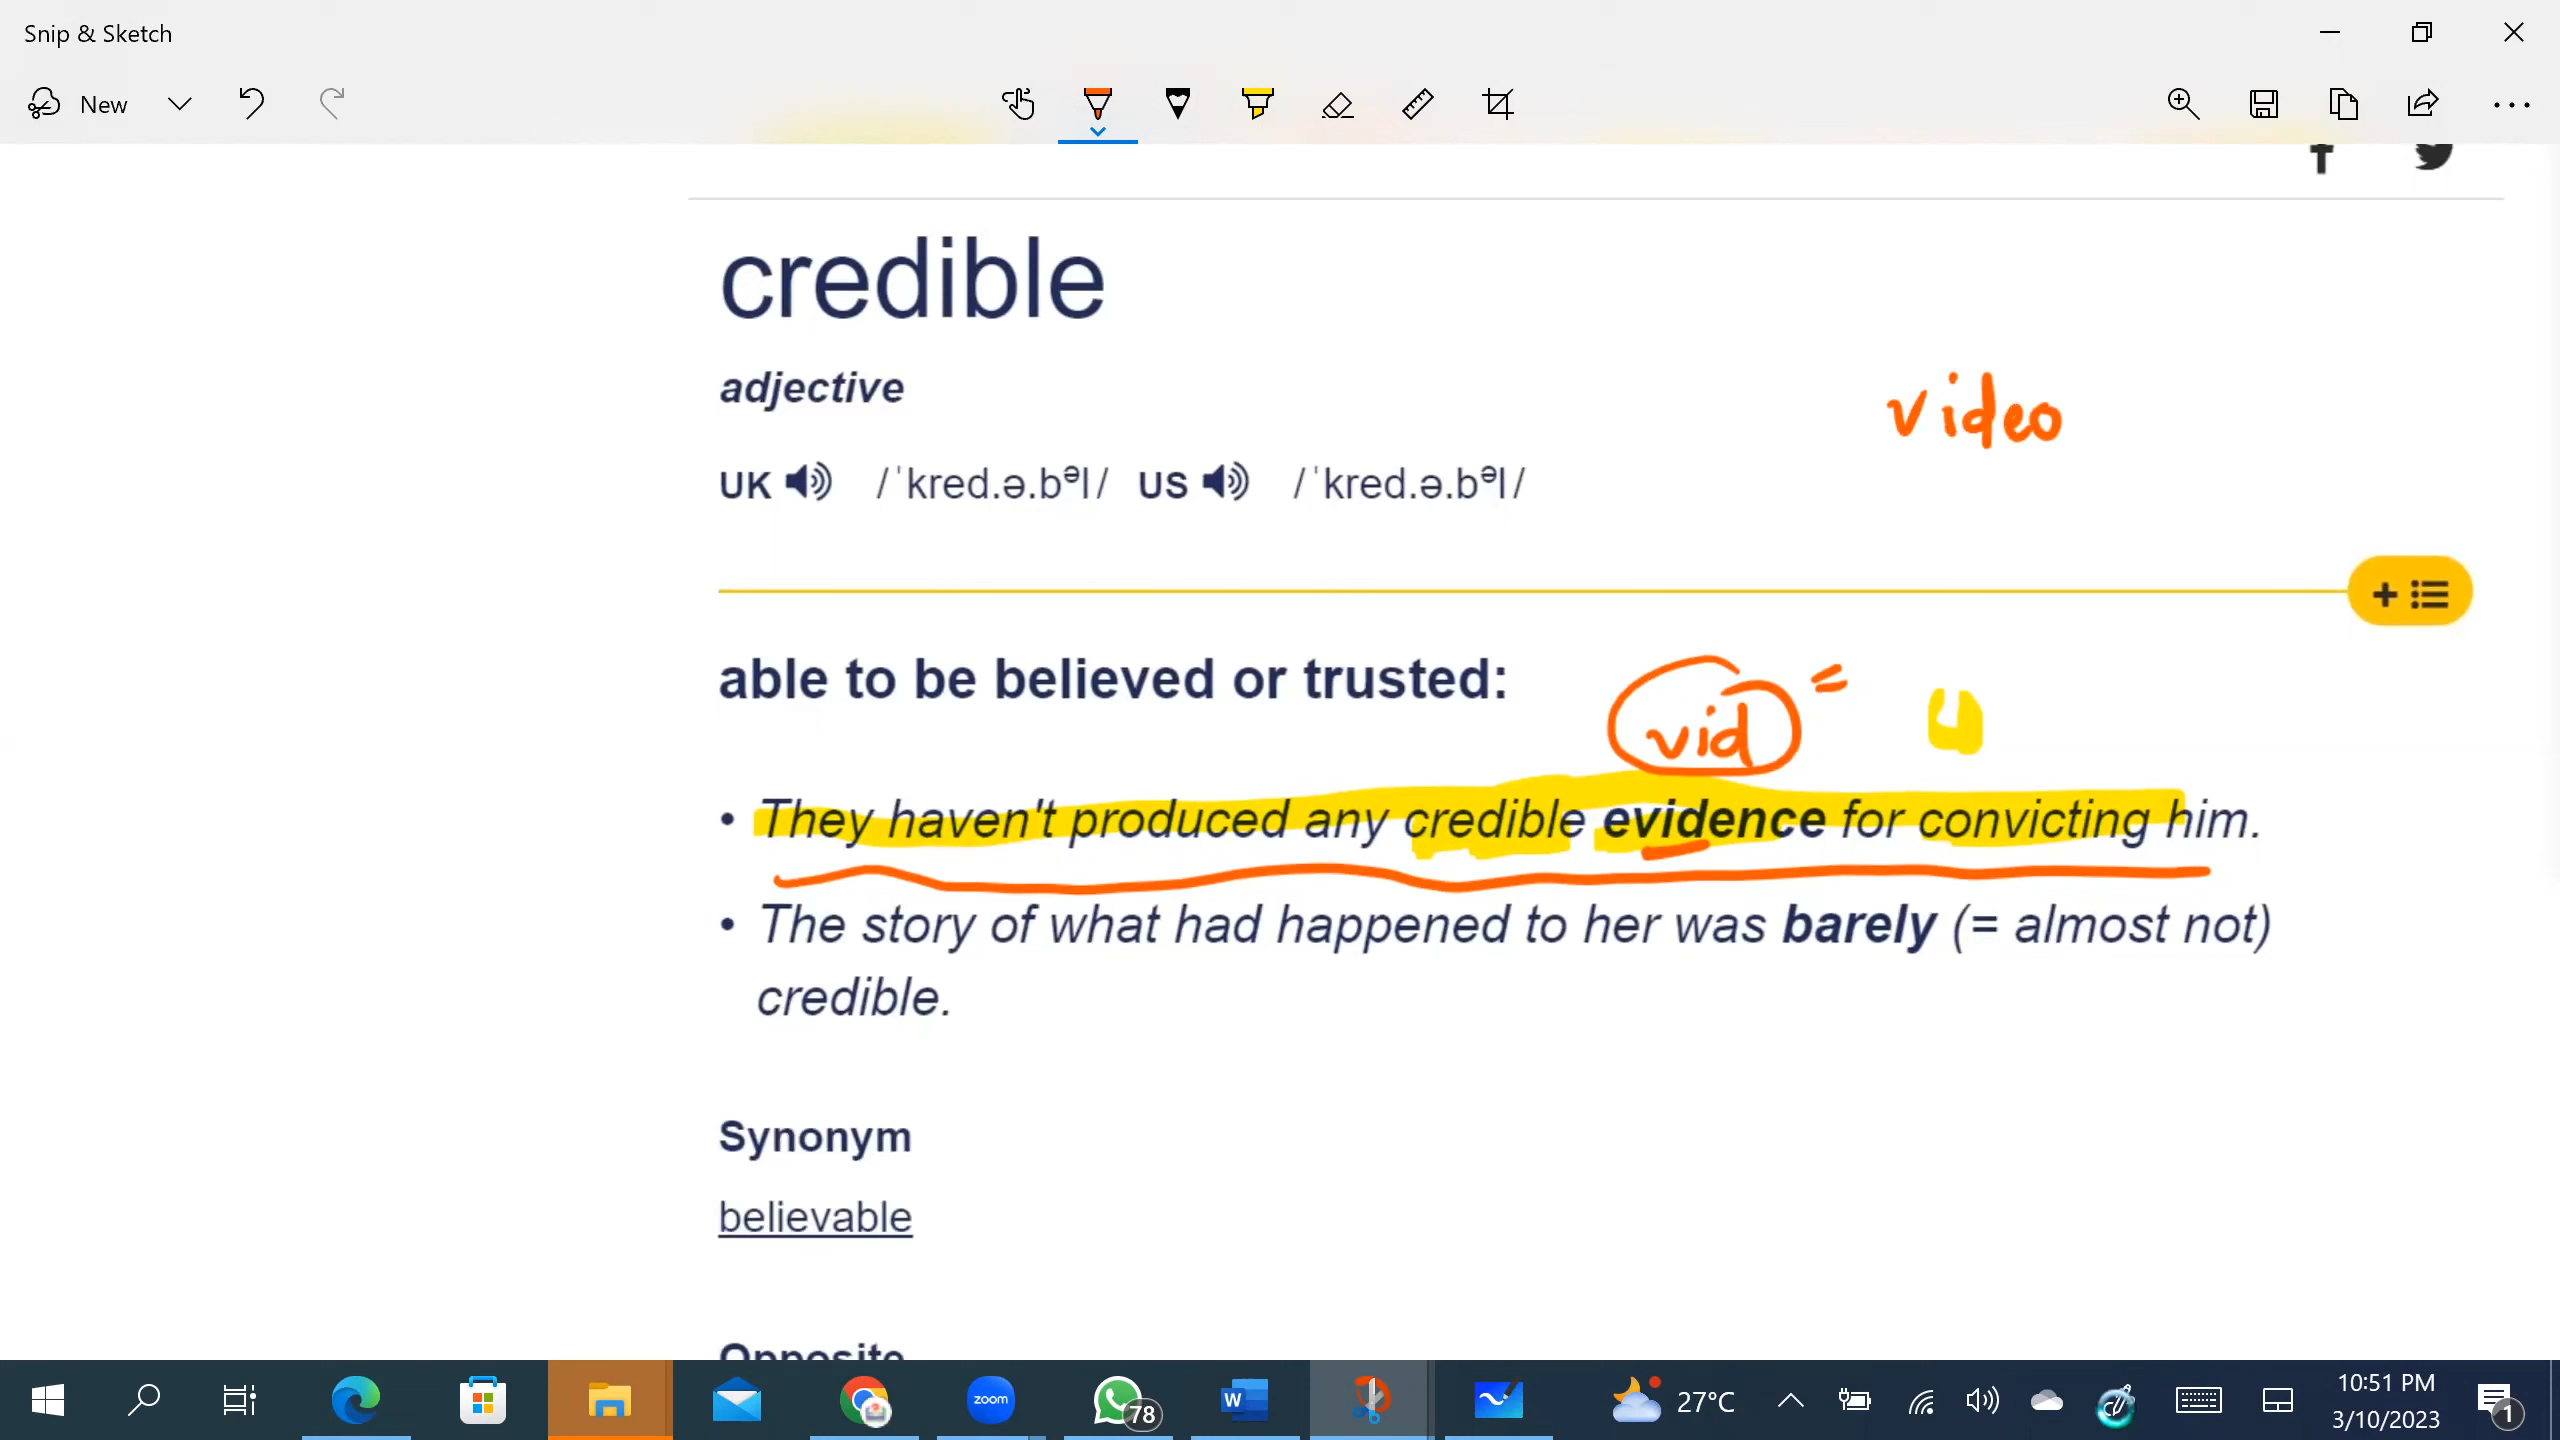 Snip & Sketch
New
credible
adjective
video
UK /ˈkred.ə.bᵊl/ US /ˈkred.ə.bᵊl/
able to be believed or trusted:
vid =
• They haven't produced any credible evidence for convicting him.
• The story of what had happened to her was barely (= almost not)
credible.
Synonym
believable
Opposite
zoom
78
W
27°C
10:51 PM
3/10/2023
1